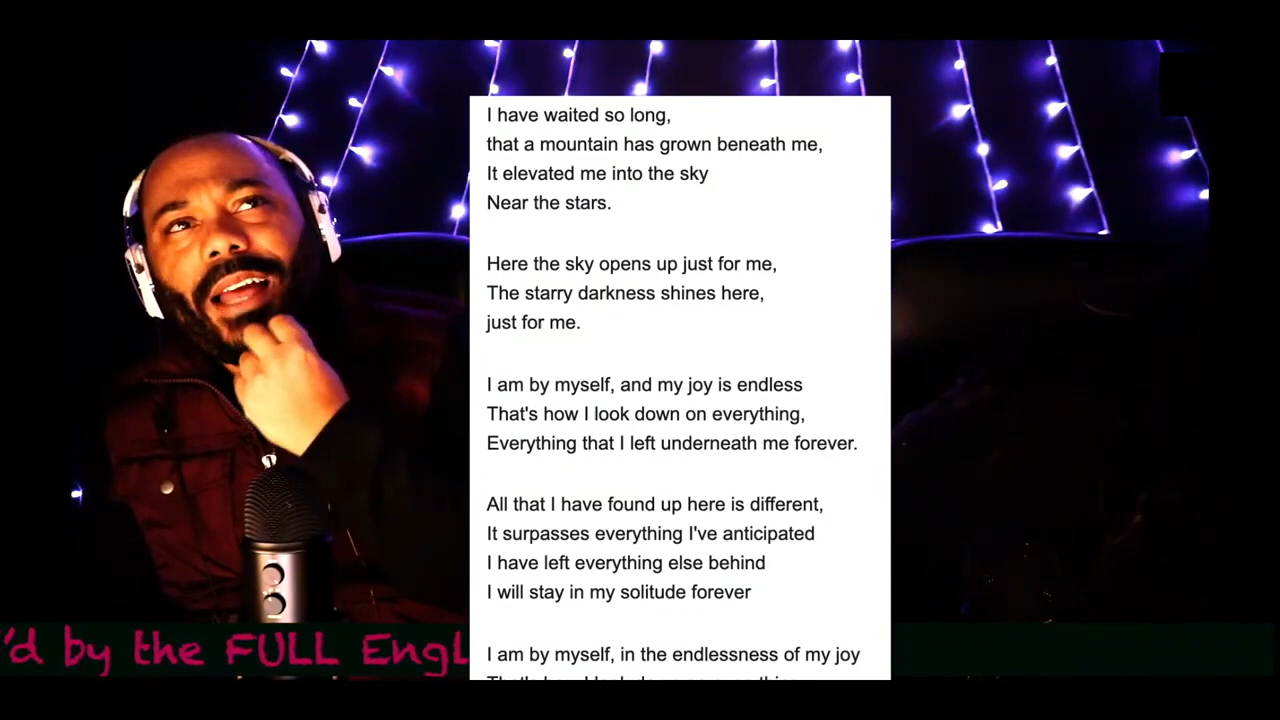 I have waited so long,
that a mountain has grown beneath me,
It elevated me into the sky
Near the stars.
Here the sky opens up just for me,
The starry darkness shines here,
just for me.
I am by myself, and my joy is endless
That's how I look down on everything,
Everything that I left underneath me forever.
All that I have found up here is different,
It surpasses everything I've anticipated
I have left everything else behind
I will stay in my solitude forever
I am by myself, in the endlessness of my joy
'd by the FULL Engl